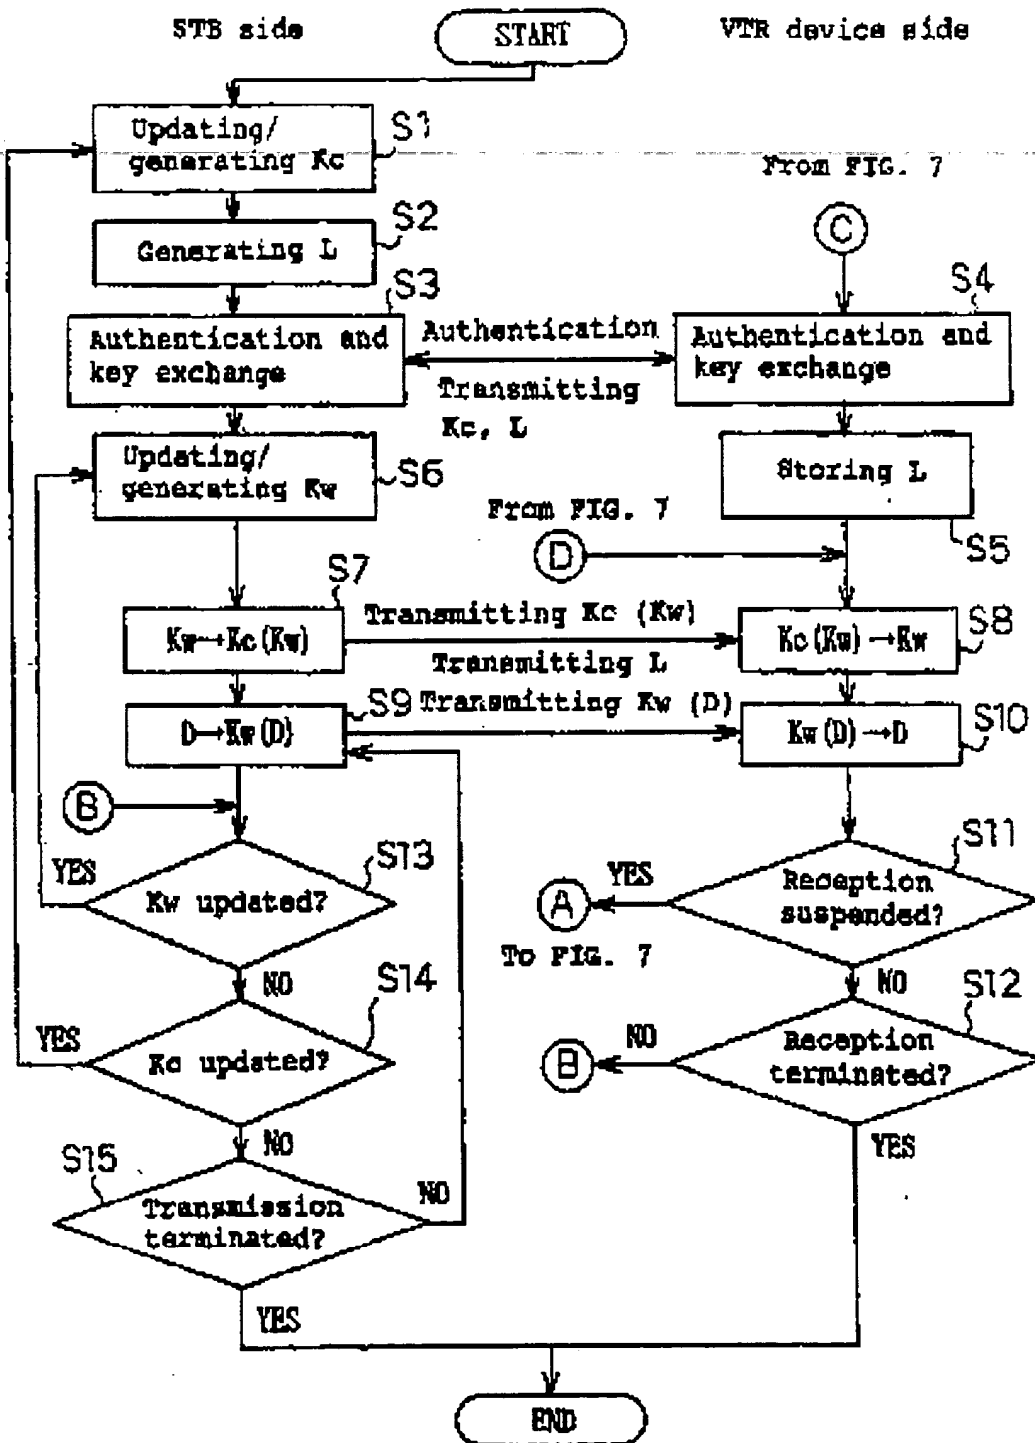 STB side
START
VTR device side
Updating/
generating Kc
S1
From FIG. 7
C
Generating L
S2
S3
S4
Authentication and
key exchange
Authentication
Transmitting
Kc, L
Authentication and
key exchange
Updating/
generating Kw
S6
Storing L
S5
From FIG. 7
D
S7
Kw→Kc(Kw)
Transmitting Kc (Kw)
Transmitting L
Kc(Kw)→Kw
S8
D→Kw(D)
S9
Transmitting Kw (D)
Kw(D)→D
S10
B
Kw updated?
S13
YES
NO
Reception
suspended?
S11
YES
A
To FIG. 7
NO
Kc updated?
S14
YES
NO
Reception
terminated?
S12
NO
B
YES
S15
Transmission
terminated?
NO
YES
END